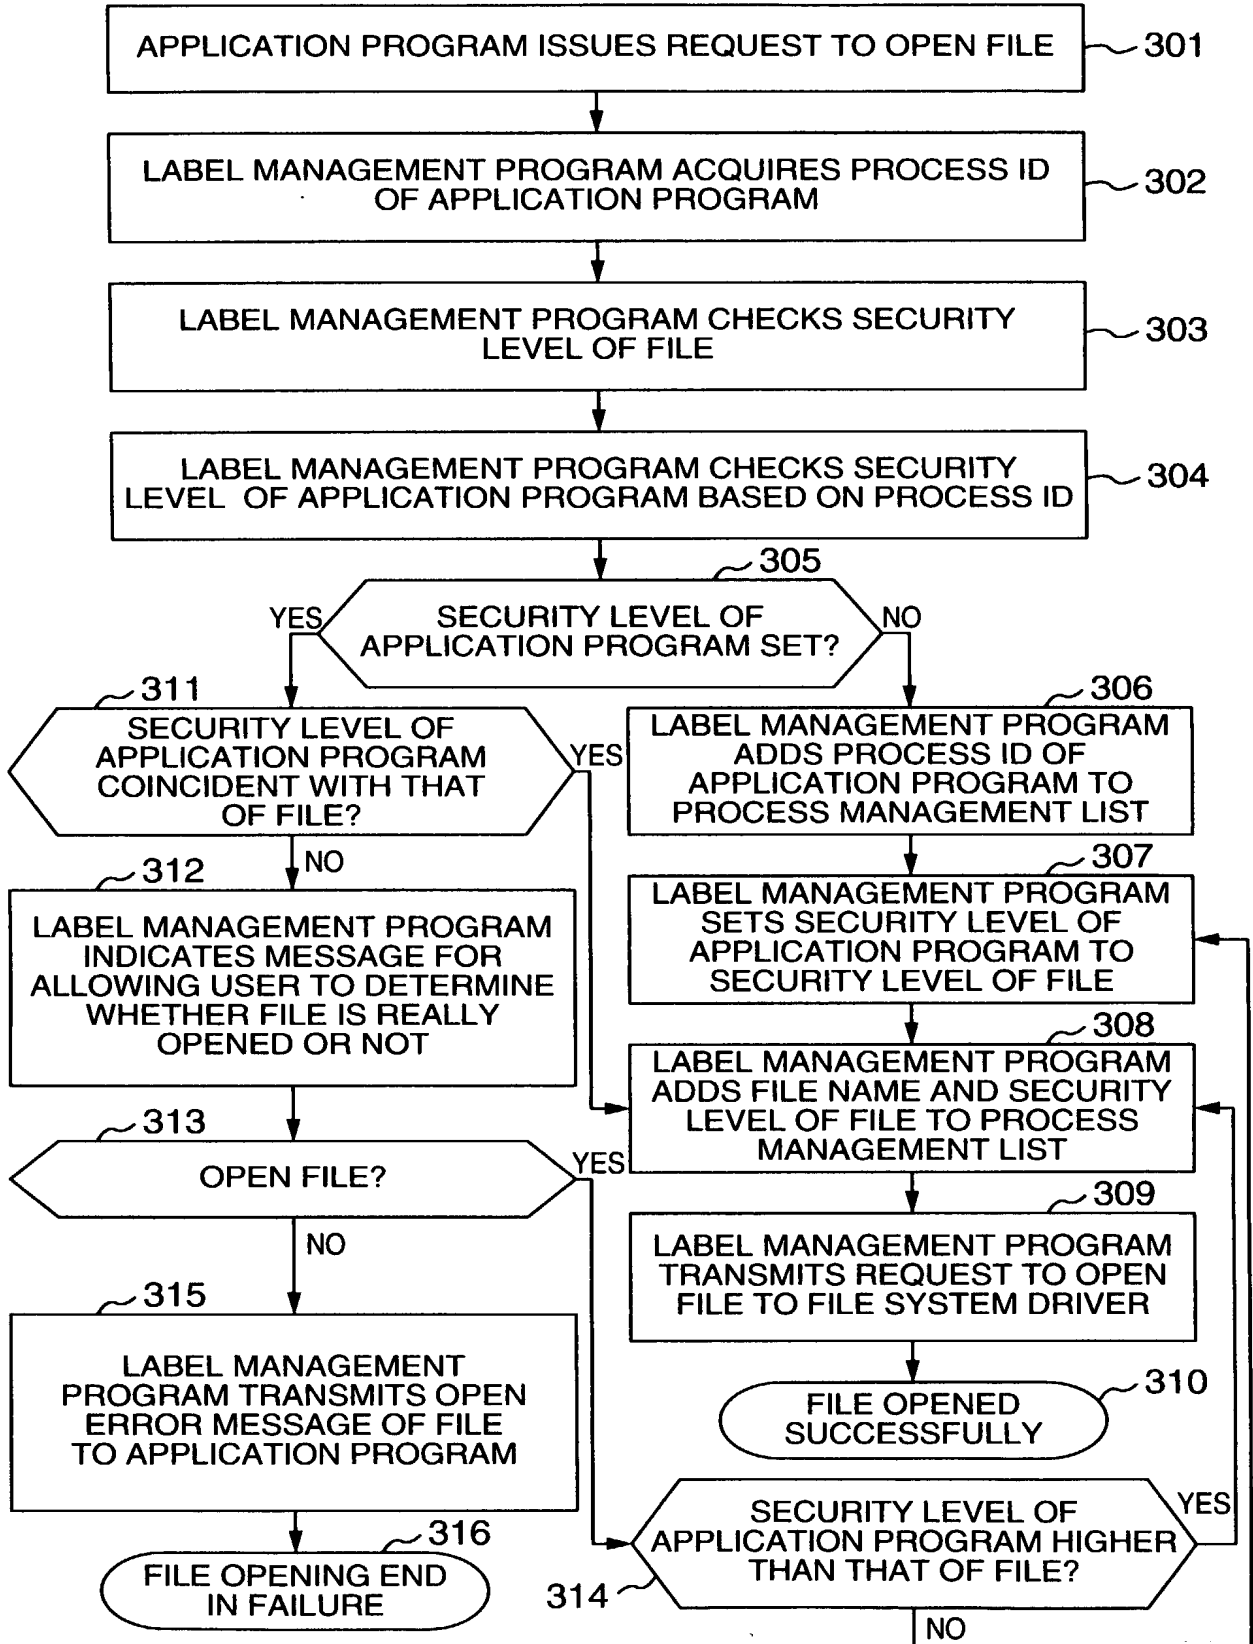 APPLICATION PROGRAM ISSUES REQUEST TO OPEN FILE
301
LABEL MANAGEMENT PROGRAM ACQUIRES PROCESS ID
OF APPLICATION PROGRAM
302
LABEL MANAGEMENT PROGRAM CHECKS SECURITY
LEVEL OF FILE
303
LABEL MANAGEMENT PROGRAM CHECKS SECURITY
LEVEL OF APPLICATION PROGRAM BASED ON PROCESS ID
304
305
SECURITY LEVEL OF
APPLICATION PROGRAM SET?
YES
NO
311
SECURITY LEVEL OF
APPLICATION PROGRAM
COINCIDENT WITH THAT
OF FILE?
YES
NO
306
LABEL MANAGEMENT PROGRAM
ADDS PROCESS ID OF
APPLICATION PROGRAM TO
PROCESS MANAGEMENT LIST
312
LABEL MANAGEMENT PROGRAM
INDICATES MESSAGE FOR
ALLOWING USER TO DETERMINE
WHETHER FILE IS REALLY
OPENED OR NOT
307
LABEL MANAGEMENT PROGRAM
SETS SECURITY LEVEL OF
APPLICATION PROGRAM TO
SECURITY LEVEL OF FILE
308
LABEL MANAGEMENT PROGRAM
ADDS FILE NAME AND SECURITY
LEVEL OF FILE TO PROCESS
MANAGEMENT LIST
313
OPEN FILE?
YES
NO
309
LABEL MANAGEMENT PROGRAM
TRANSMITS REQUEST TO OPEN
FILE TO FILE SYSTEM DRIVER
315
LABEL MANAGEMENT
PROGRAM TRANSMITS OPEN
ERROR MESSAGE OF FILE
TO APPLICATION PROGRAM
310
FILE OPENED
SUCCESSFULLY
316
FILE OPENING END
IN FAILURE
314
SECURITY LEVEL OF
APPLICATION PROGRAM HIGHER
THAN THAT OF FILE?
YES
NO